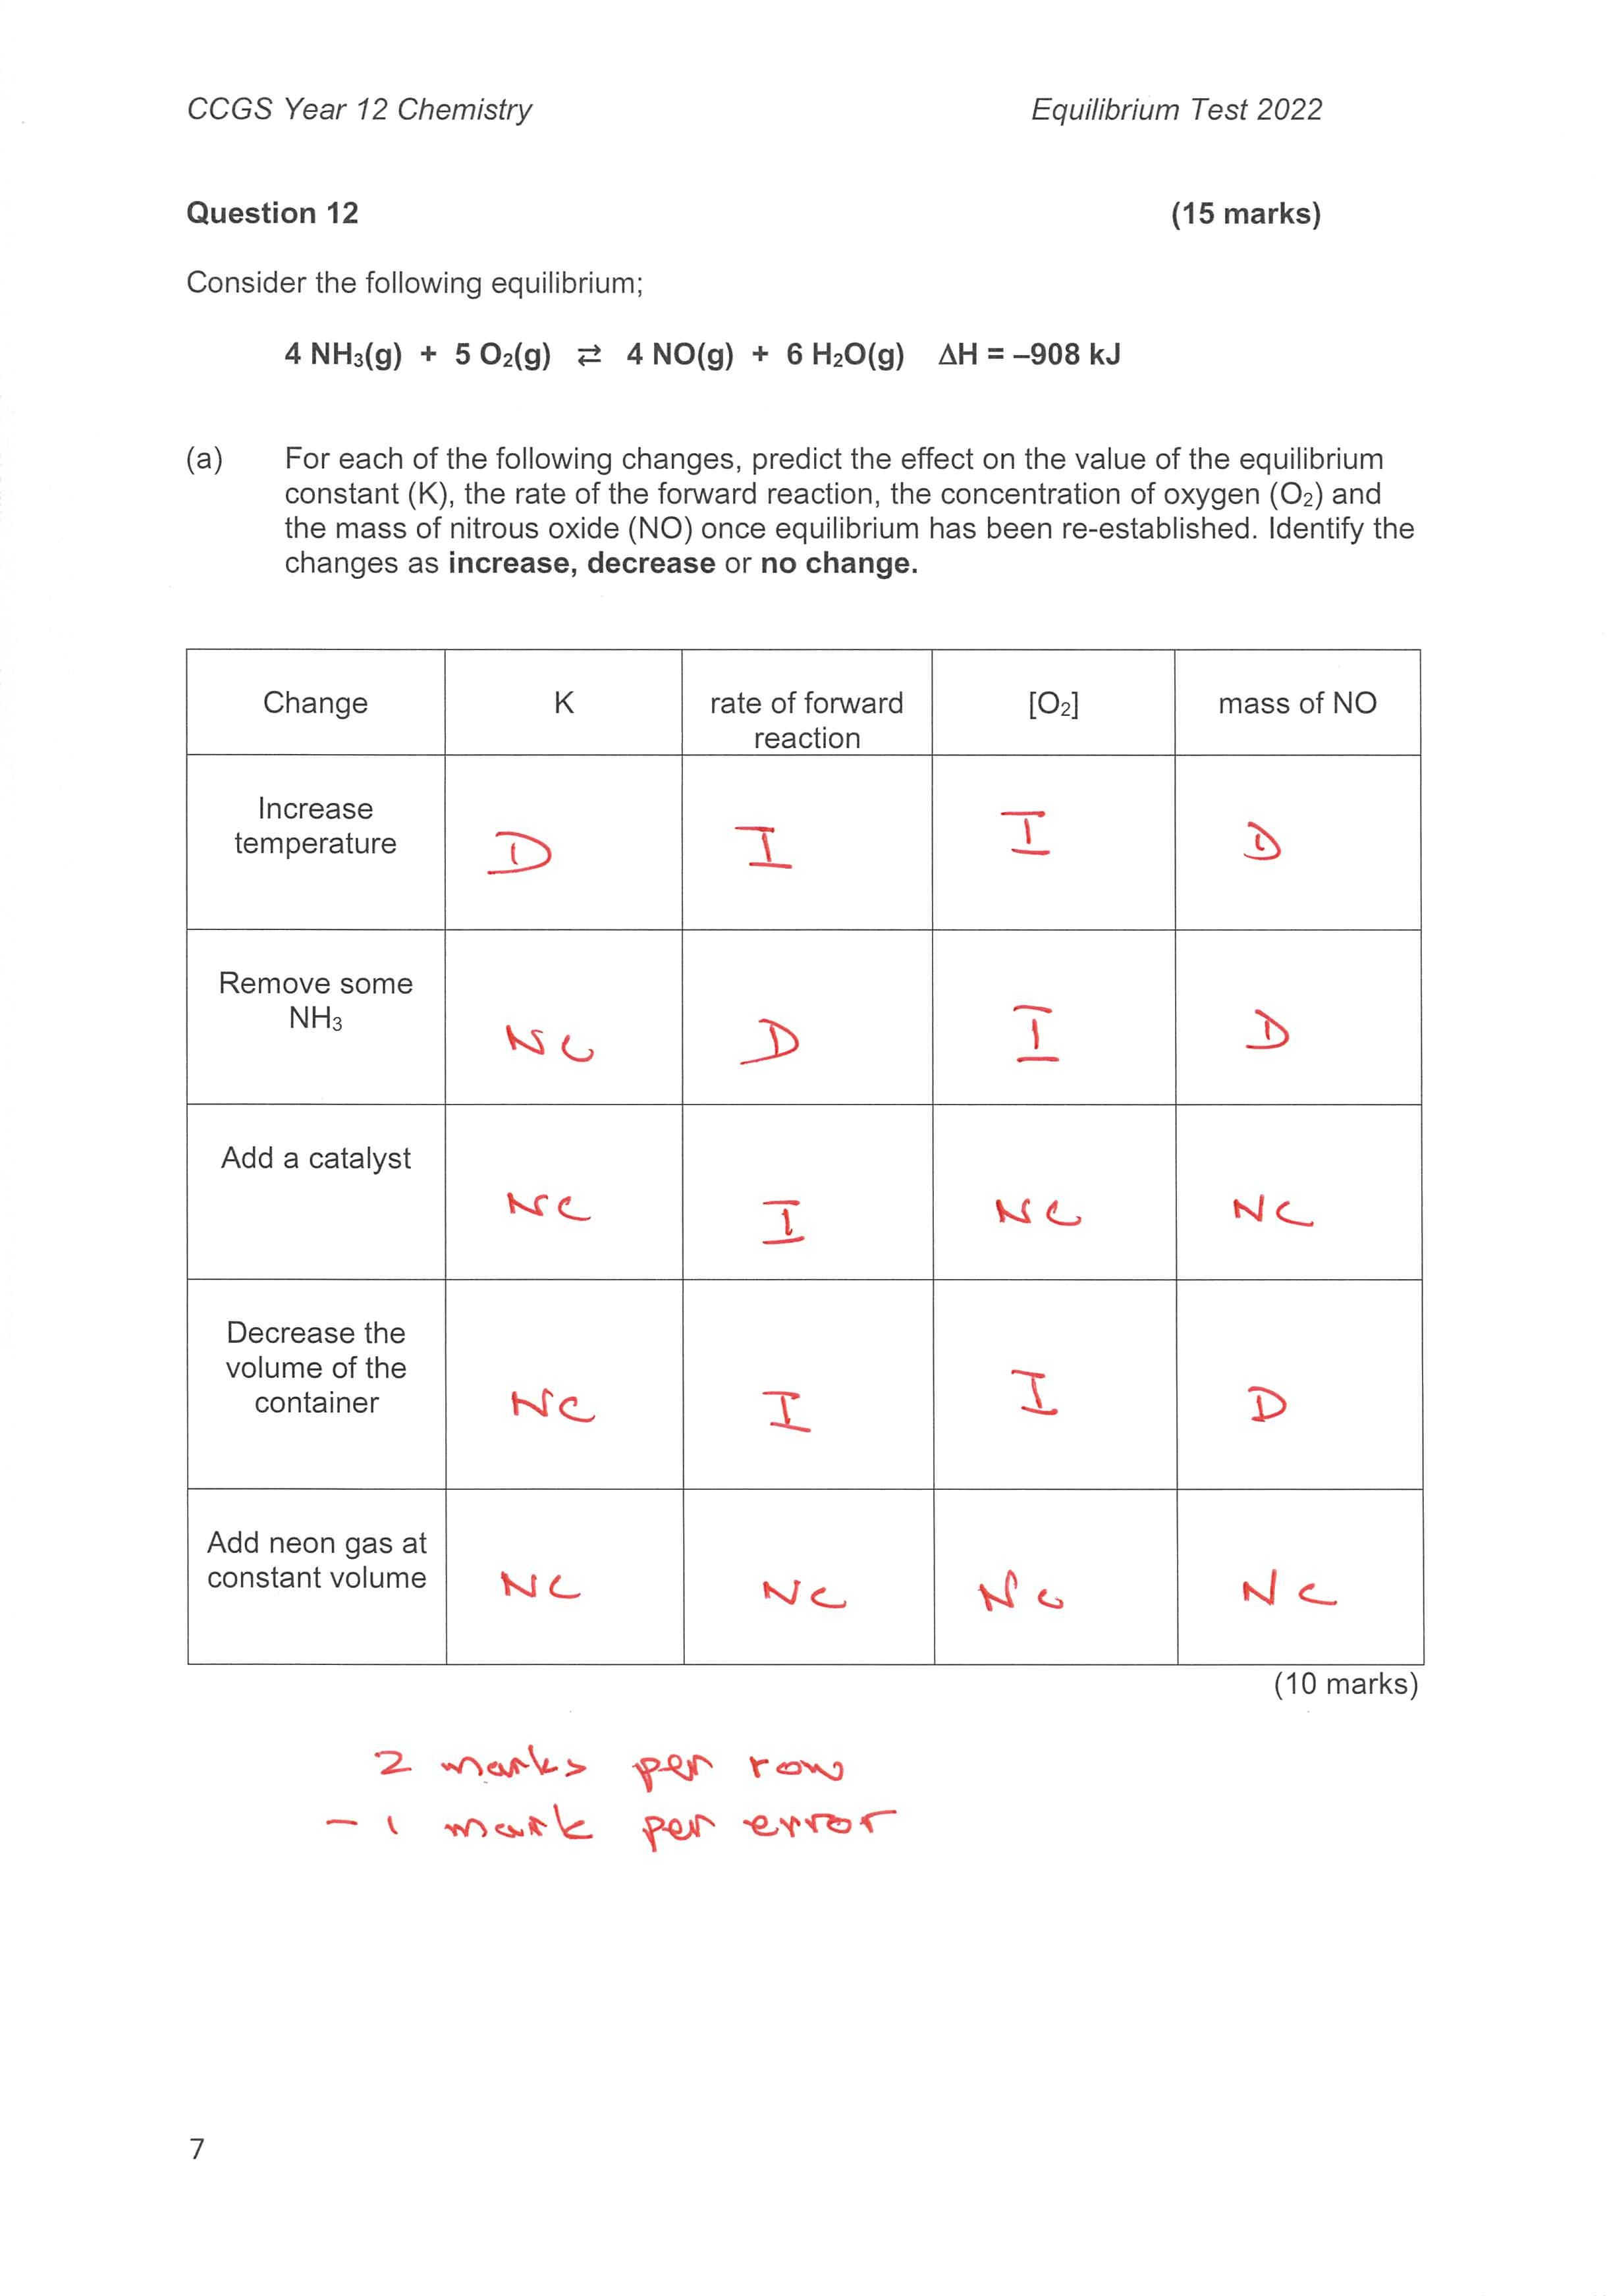 CCGS Year 12 Chemistry Equilibrium Test 2022
Question 12 (15 marks)
Consider the following equilibrium;
4 NH₃(g) + 5 O₂(g) ⇄ 4 NO(g) + 6 H₂O(g) ΔH = –908 kJ
(a) For each of the following changes, predict the effect on the value of the equilibrium
constant (K), the rate of the forward reaction, the concentration of oxygen (O₂) and
the mass of nitrous oxide (NO) once equilibrium has been re-established. Identify the
changes as increase, decrease or no change.
Change K rate of forward [O₂] mass of NO
reaction
Increase
temperature D I I D
Remove some
NH₃ NC D I D
Add a catalyst
NC I NC NC
Decrease the
volume of the
container NC I I D
Add neon gas at
constant volume NC NC NC NC
(10 marks)
2 marks per row
– 1 mark per error
7